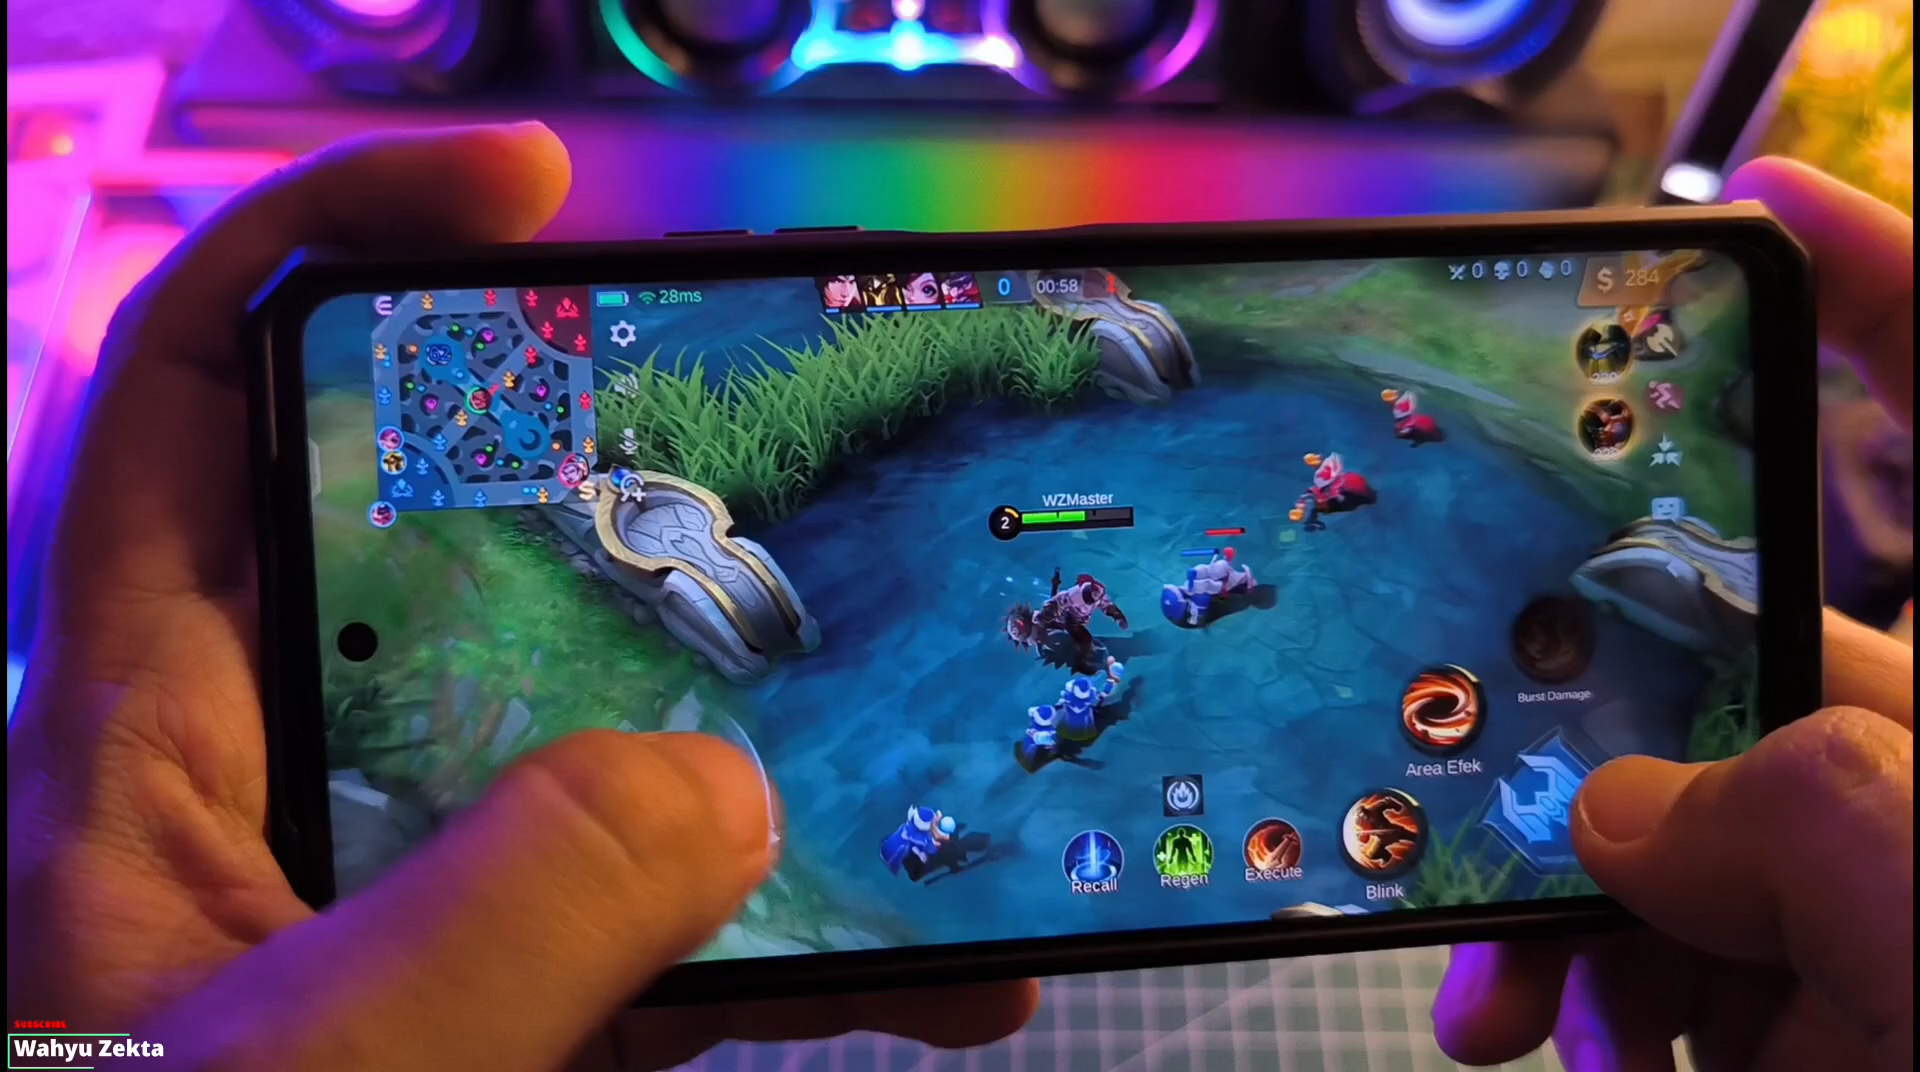 28ms
0
00:58
1
0
0
0
$ 284
WZMaster
2
Burst Damage
Area Efek
Recall
Regen
Execute
Blink
SUBSCRIBE
Wahyu Zekta